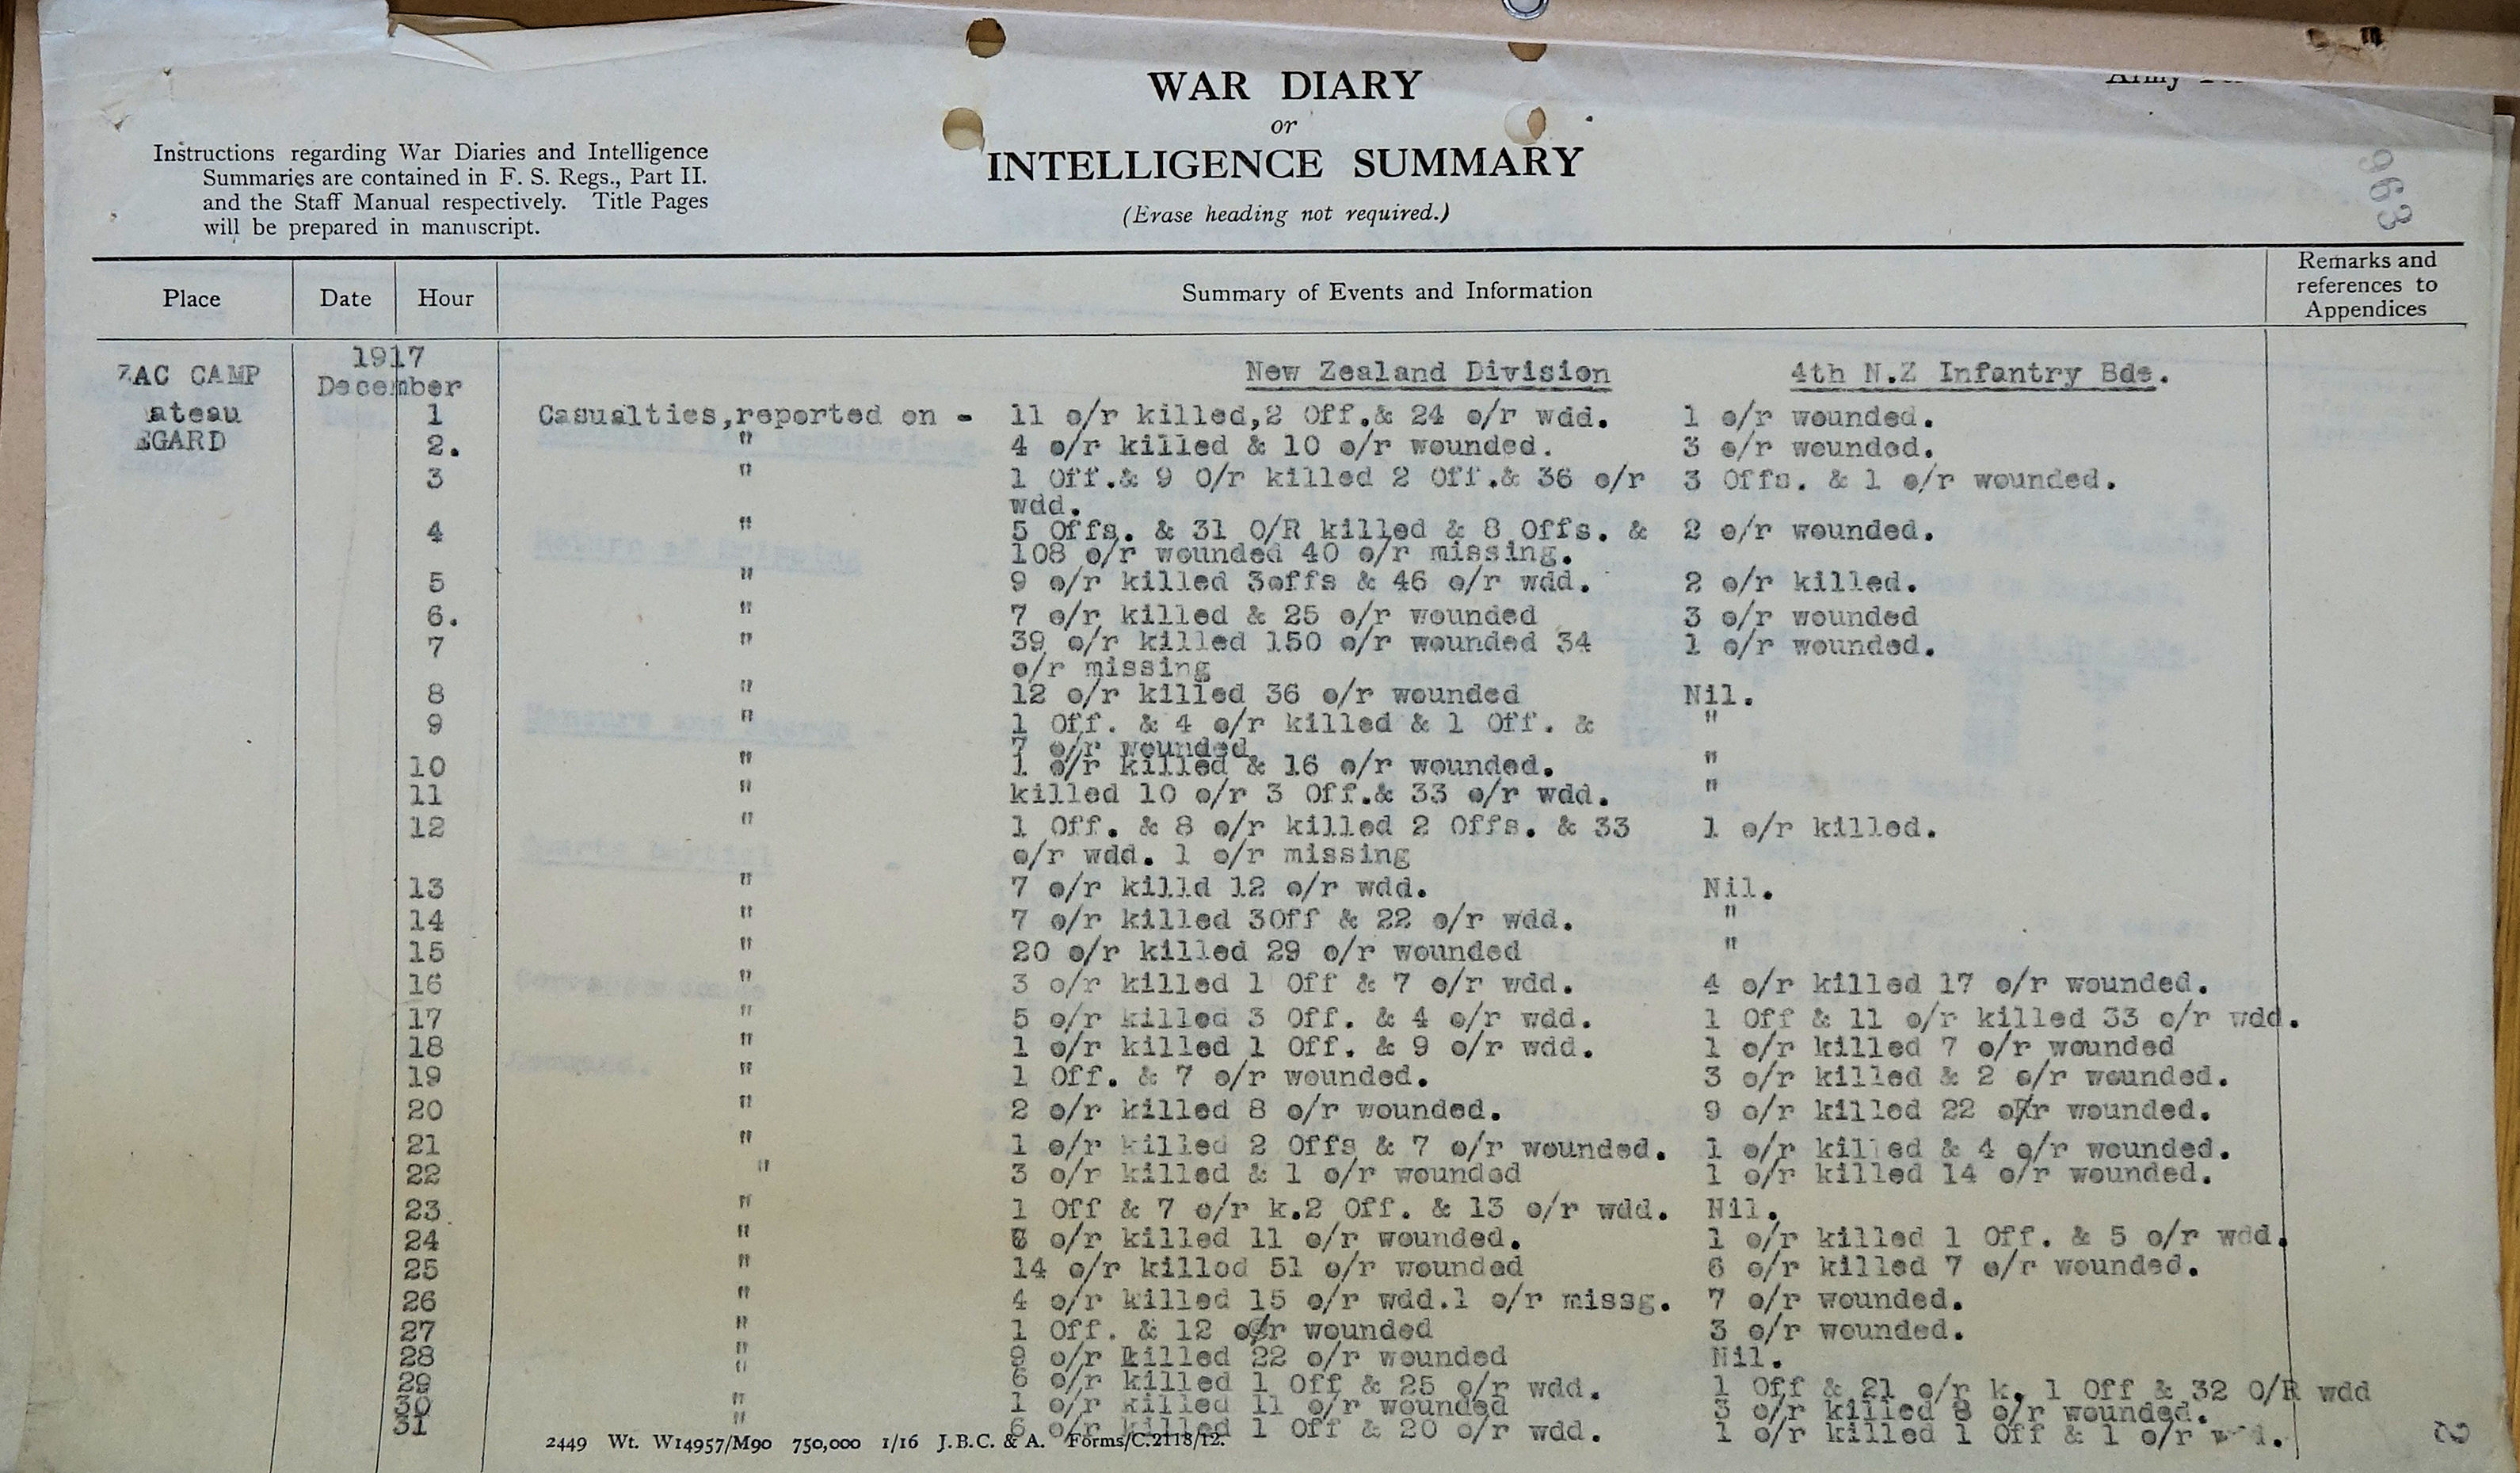 WAR DIARY
or
INTELLIGENCE SUMMARY
(Erase heading not required.)
Army
963
Instructions regarding War Diaries and Intelligence
Summaries are contained in F. S. Regs., Part II.
and the Staff Manual respectively. Title Pages
will be prepared in manuscript.
Place Date Hour Summary of Events and Information Remarks and
references to
Appendices
1917
ZAC CAMP December New Zealand Division 4th N.Z Infantry Bde.
ateau 1 Casualties,reported on - 11 o/r killed,2 Off.& 24 o/r wdd. 1 o/r wounded.
EGARD 2. " 4 o/r killed & 10 o/r wounded. 3 o/r wounded.
3 " 1 Off.& 9 O/r killed 2 Off.& 36 o/r 3 Offs. & 1 o/r wounded.
wdd.
4 " 5 Offs. & 31 O/R killed & 8 Offs. & 2 o/r wounded.
108 o/r wounded 40 o/r missing.
5 " 9 o/r killed 3offs & 46 o/r wdd. 2 o/r killed.
6. " 7 o/r killed & 25 o/r wounded 3 o/r wounded
7 " 39 o/r killed 150 o/r wounded 34 1 o/r wounded.
o/r missing
8 " 12 o/r killed 36 o/r wounded Nil.
9 " 1 Off. & 4 o/r killed & 1 Off. & "
7 o/r wounded
10 " 1 o/r killed & 16 o/r wounded. "
11 " killed 10 o/r 3 Off.& 33 o/r wdd. "
12 " 1 Off. & 8 o/r killed 2 Offs. & 33 1 o/r killed.
o/r wdd. 1 o/r missing
13 " 7 o/r killd 12 o/r wdd. Nil.
14 " 7 o/r killed 3Off & 22 o/r wdd. "
15 " 20 o/r killed 29 o/r wounded "
16 " 3 o/r killed 1 Off & 7 o/r wdd. 4 o/r killed 17 o/r wounded.
17 " 5 o/r killed 3 Off. & 4 o/r wdd. 1 Off & 11 o/r killed 33 o/r wdd.
18 " 1 o/r killed 1 Off. & 9 o/r wdd. 1 o/r killed 7 o/r wounded
19 " 1 Off. & 7 o/r wounded. 3 o/r killed & 2 o/r wounded.
20 " 2 o/r killed 8 o/r wounded. 9 o/r killed 22 o/r wounded.
21 " 1 o/r killed 2 Offs & 7 o/r wounded. 1 o/r killed & 4 o/r wounded.
22 " 3 o/r killed & 1 o/r wounded 1 o/r killed 14 o/r wounded.
23 " 1 Off & 7 o/r k.2 Off. & 13 o/r wdd. Nil.
24 " o/r killed 11 o/r wounded. 1 o/r killed 1 Off. & 5 o/r wdd.
25 " 14 o/r killed 51 o/r wounded 6 o/r killed 7 o/r wounded.
26 " 4 o/r killed 15 o/r wdd.1 o/r missg. 7 o/r wounded.
27 " 1 Off. & 12 o/r wounded 3 o/r wounded.
28 " 9 o/r killed 22 o/r wounded Nil.
29 " 6 o/r killed 1 Off & 25 o/r wdd. 1 Off & 21 o/r k. 1 Off & 32 O/R wdd
30 " 1 o/r killed 11 o/r wounded 3 o/r killed 8 o/r wounded.
31 " 6 o/r killed 1 Off & 20 o/r wdd. 1 o/r killed 1 Off & 1 o/r
2449 Wt. W14957/M90 750,000 1/16 J.B.C. & A. Forms/C.2118/12.
2